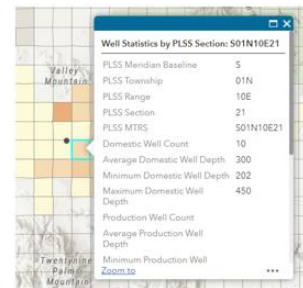 Well Statistics by PLSS Section: S01N10E21
PLSS Meridian Baseline S
PLSS Township 01N
PLSS Range 10E
PLSS Section 21
PLSS MTRS S01N10E21
Domestic Well Count 10
Average Domestic Well Depth 300
Minimum Domestic Well Depth 202
Maximum Domestic Well 450
Depth
Production Well Count
Average Production Well
Depth
Minimum Production Well
Zoom to
Valley
Mountain
Twentynine
Palms
Mountain